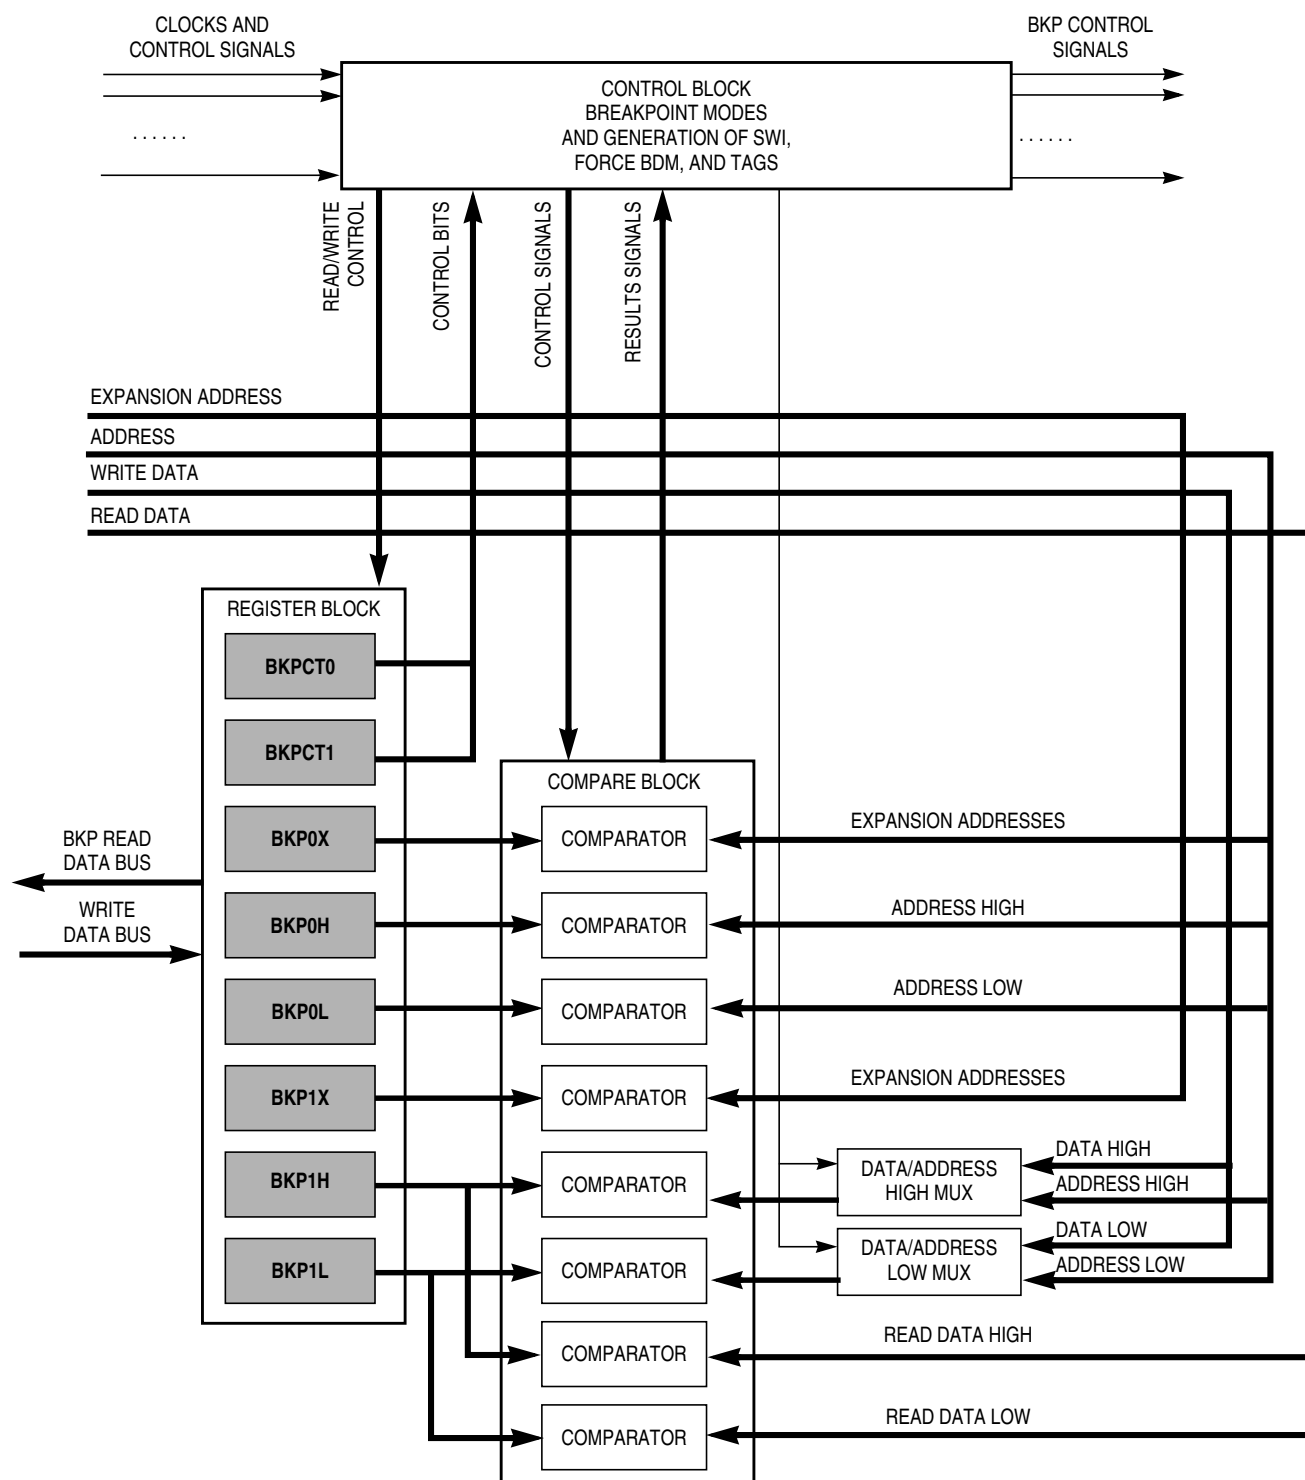 CLOCKS AND
CONTROL SIGNALS
BKP CONTROL
SIGNALS
CONTROL BLOCK
BREAKPOINT MODES
AND GENERATION OF SWI,
FORCE BDM, AND TAGS
. . . . . .
. . . . . .
READ/WRITE
CONTROL
CONTROL BITS
CONTROL SIGNALS
RESULTS SIGNALS
EXPANSION ADDRESS
ADDRESS
WRITE DATA
READ DATA
REGISTER BLOCK
BKPCT0
BKPCT1
COMPARE BLOCK
BKP0X
COMPARATOR
EXPANSION ADDRESSES
BKP READ
DATA BUS
WRITE
DATA BUS
BKP0H
COMPARATOR
ADDRESS HIGH
BKP0L
COMPARATOR
ADDRESS LOW
BKP1X
COMPARATOR
EXPANSION ADDRESSES
BKP1H
COMPARATOR
DATA/ADDRESS
HIGH MUX
DATA HIGH
ADDRESS HIGH
BKP1L
COMPARATOR
DATA/ADDRESS
LOW MUX
DATA LOW
ADDRESS LOW
COMPARATOR
READ DATA HIGH
COMPARATOR
READ DATA LOW